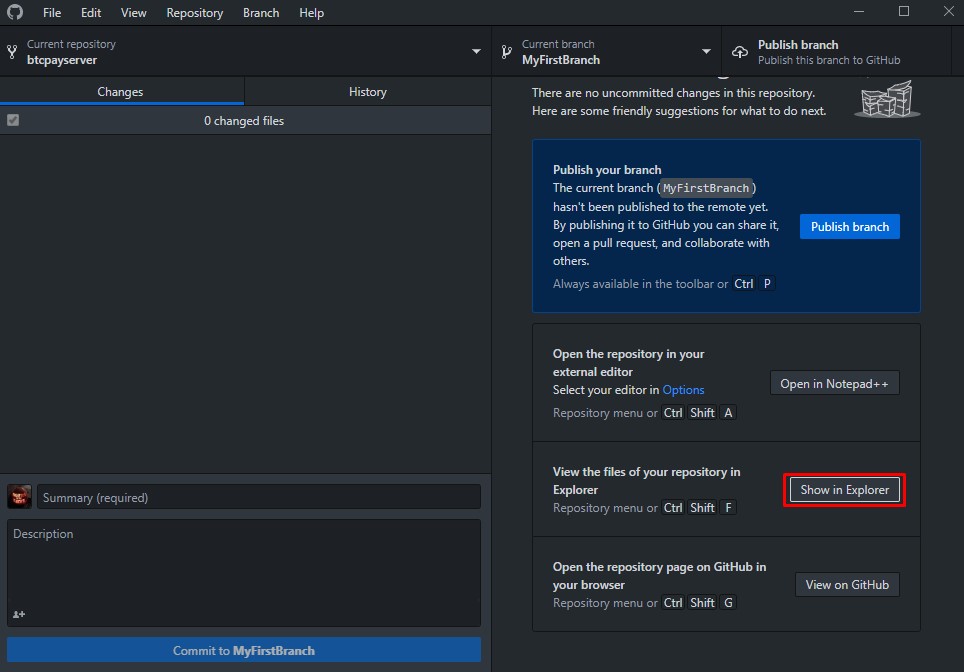 File Edit View Repository Branch Help
Current repository
btcpayserver
Current branch
MyFirstBranch
Publish branch
Publish this branch to GitHub
Changes
History
0 changed files
There are no uncommitted changes in this repository.
Here are some friendly suggestions for what to do next.
Publish your branch
The current branch (MyFirstBranch)
hasn't been published to the remote yet.
By publishing it to GitHub you can share it,
open a pull request, and collaborate with
others.
Always available in the toolbar or Ctrl P
Publish branch
Open the repository in your
external editor
Select your editor in Options
Repository menu or Ctrl Shift A
Open in Notepad++
View the files of your repository in
Explorer
Repository menu or Ctrl Shift F
Show in Explorer
Open the repository page on GitHub in
your browser
Repository menu or Ctrl Shift G
View on GitHub
Summary (required)
Description
Commit to MyFirstBranch